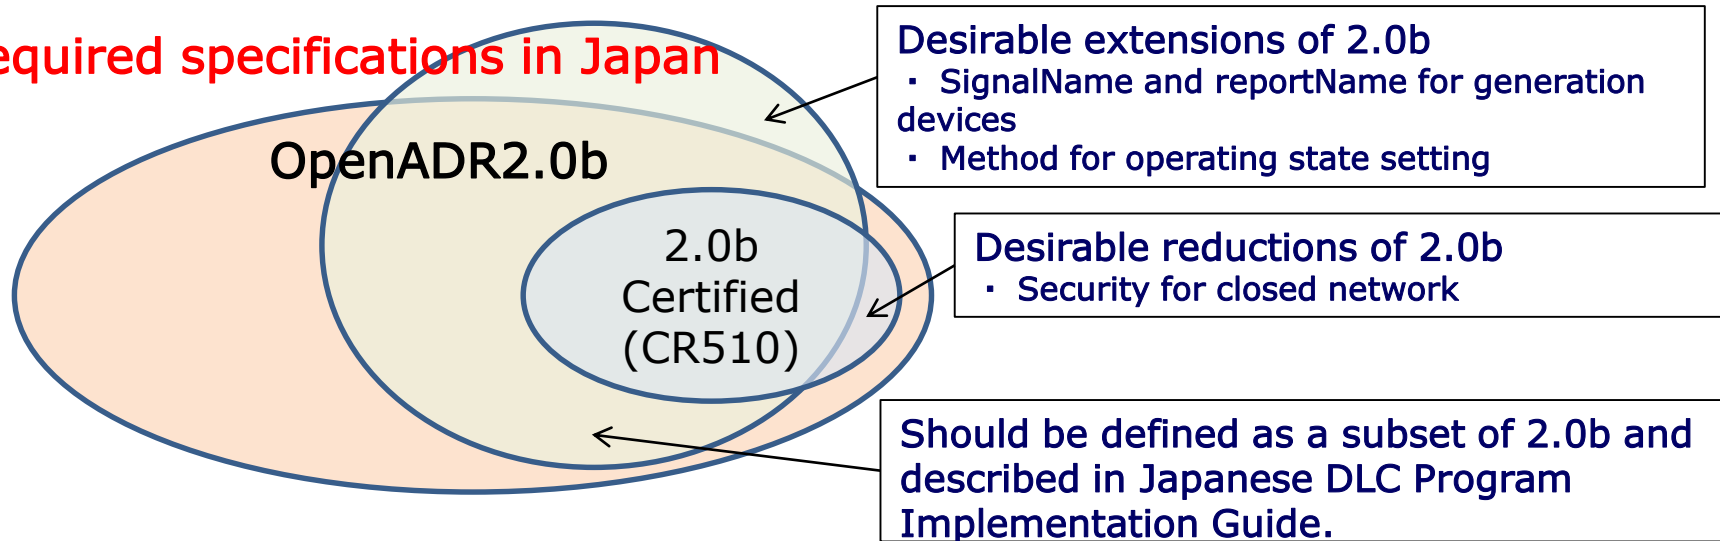 equired specifications in Japan
OpenADR2.0b
2.0b
Certified
(CR510)
Desirable extensions of 2.0b
・ SignalName and reportName for generation
devices
・ Method for operating state setting
Desirable reductions of 2.0b
・ Security for closed network
Should be defined as a subset of 2.0b and
described in Japanese DLC Program
Implementation Guide.